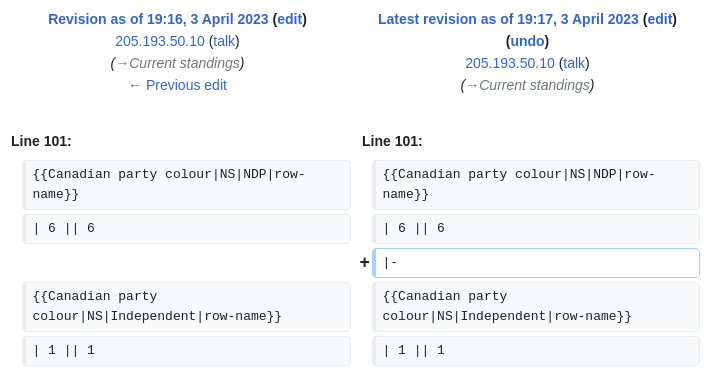 Revision as of 19:16, 3 April 2023 (edit)
205.193.50.10 (talk)
(→Current standings)
← Previous edit
Latest revision as of 19:17, 3 April 2023 (edit)
(undo)
205.193.50.10 (talk)
(→Current standings)
Line 101:
Line 101:
{{Canadian party colour|NS|NDP|row-
name}}
{{Canadian party colour|NS|NDP|row-
name}}
| 6 || 6
| 6 || 6
+ |-
{{Canadian party
colour|NS|Independent|row-name}}
{{Canadian party
colour|NS|Independent|row-name}}
| 1 || 1
| 1 || 1